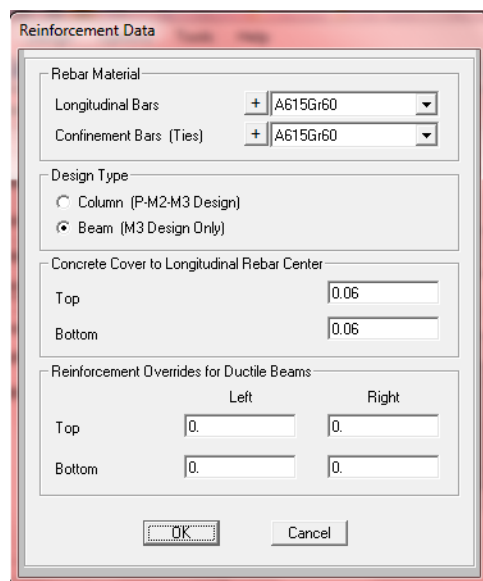 Reinforcement Data
Tools Help
Rebar Material
Longitudinal Bars + A615Gr60
Confinement Bars (Ties) + A615Gr60
Design Type
Column (P-M2-M3 Design)
Beam (M3 Design Only)
Concrete Cover to Longitudinal Rebar Center
Top 0.06
Bottom 0.06
Reinforcement Overrides for Ductile Beams
Left Right
Top 0. 0.
Bottom 0. 0.
OK Cancel